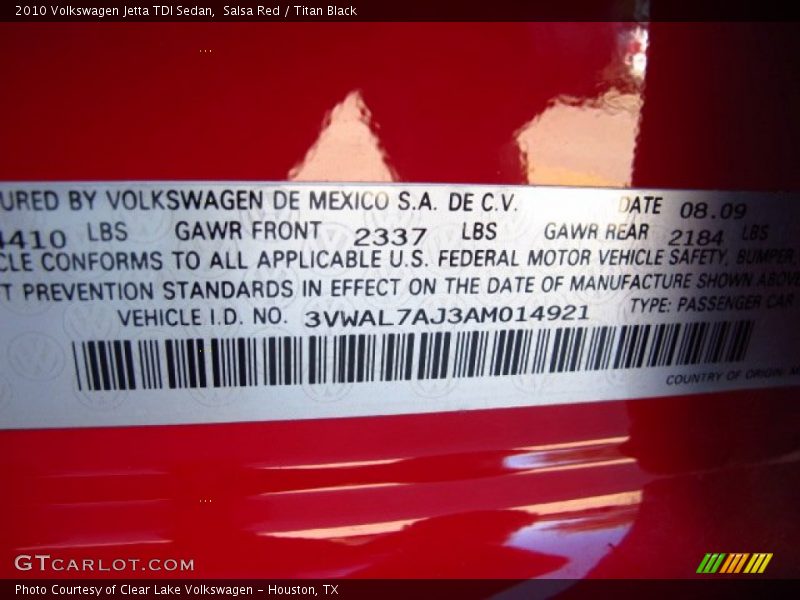 2010 Volkswagen Jetta TDI Sedan, Salsa Red / Titan Black
URED BY VOLKSWAGEN DE MEXICO S.A. DE C.V. DATE 08.09
4410 LBS GAWR FRONT 2337 LBS GAWR REAR 2184 LBS
CLE CONFORMS TO ALL APPLICABLE U.S. FEDERAL MOTOR VEHICLE SAFETY, BUMPER,
T PREVENTION STANDARDS IN EFFECT ON THE DATE OF MANUFACTURE SHOWN ABOVE
VEHICLE I.D. NO. 3VWAL7AJ3AM014921 TYPE: PASSENGER CAR
COUNTRY OF ORIGIN: M
GTCARLOT.COM
Photo Courtesy of Clear Lake Volkswagen - Houston, TX